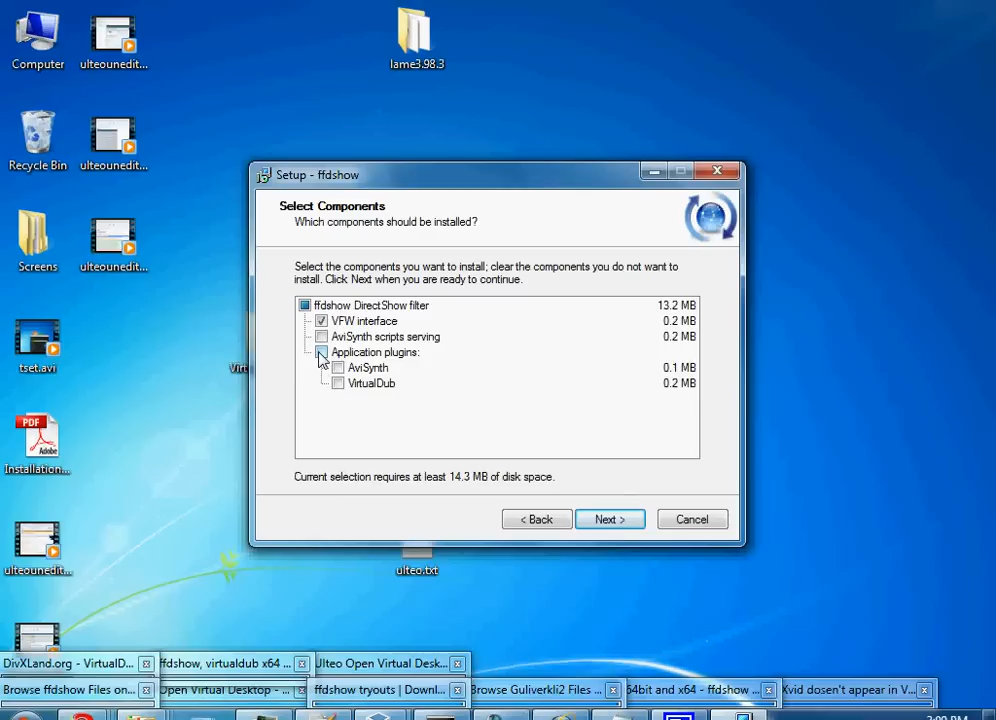 Computer
ulteounedit...
lame3.98.3
Recycle Bin
ulteounedit...
Setup - ffdshow
Select Components
Which components should be installed?
Screens
ulteounedit...
Select the components you want to install; clear the components you do not want to
install. Click Next when you are ready to continue.
ffdshow DirectShow filter 13.2 MB
VFW interface 0.2 MB
AviSynth scripts serving 0.2 MB
Application plugins:
AviSynth 0.1 MB
VirtualDub 0.2 MB
tset.avi
Virt
Installation...
Current selection requires at least 14.3 MB of disk space.
< Back
Next >
Cancel
ulteounedit...
ulteo.txt
DivXLand.org - VirtualD...
ffdshow, virtualdub x64 ...
Ulteo Open Virtual Desk...
Browse ffdshow Files on...
Open Virtual Desktop - ...
ffdshow tryouts | Downl...
Browse Guliverkli2 Files ...
64bit and x64 - ffdshow ...
Xvid dosen't appear in V...